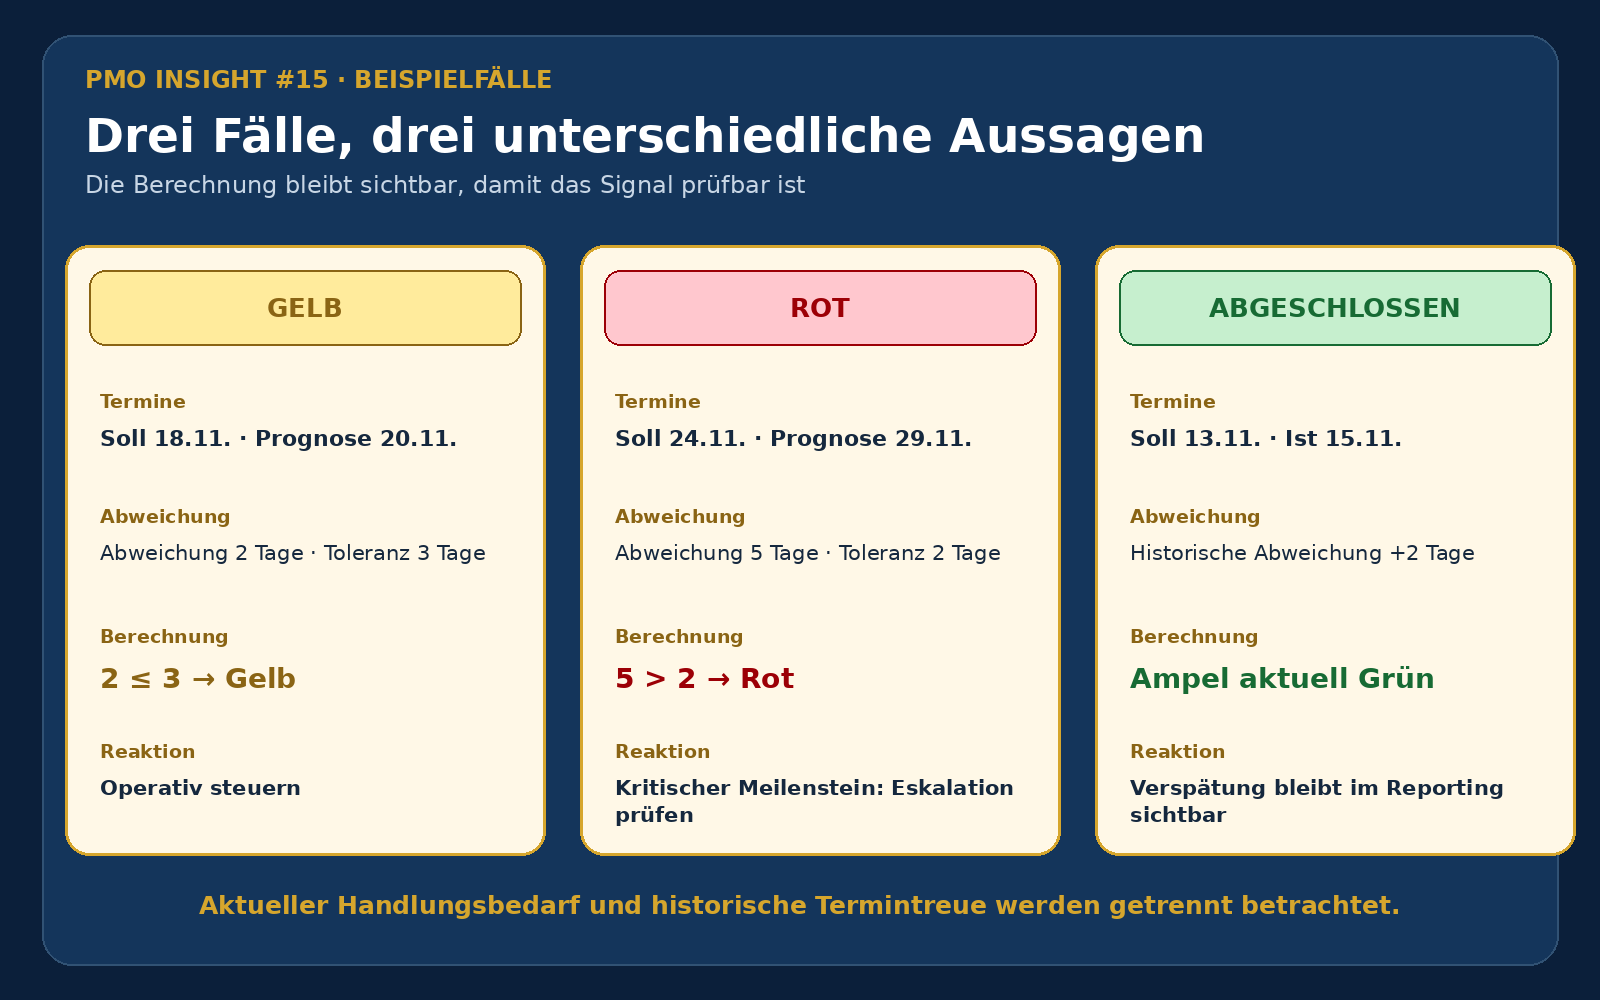 PMO INSIGHT #15 · BEISPIELFÄLLE
Drei Fälle, drei unterschiedliche Aussagen
Die Berechnung bleibt sichtbar, damit das Signal prüfbar ist
GELB
Termine
Soll 18.11. · Prognose 20.11.
Abweichung
Abweichung 2 Tage · Toleranz 3 Tage
Berechnung
2 ≤ 3 → Gelb
Reaktion
Operativ steuern
ROT
Termine
Soll 24.11. · Prognose 29.11.
Abweichung
Abweichung 5 Tage · Toleranz 2 Tage
Berechnung
5 > 2 → Rot
Reaktion
Kritischer Meilenstein: Eskalation
prüfen
ABGESCHLOSSEN
Termine
Soll 13.11. · Ist 15.11.
Abweichung
Historische Abweichung +2 Tage
Berechnung
Ampel aktuell Grün
Reaktion
Verspätung bleibt im Reporting
sichtbar
Aktueller Handlungsbedarf und historische Termintreue werden getrennt betrachtet.